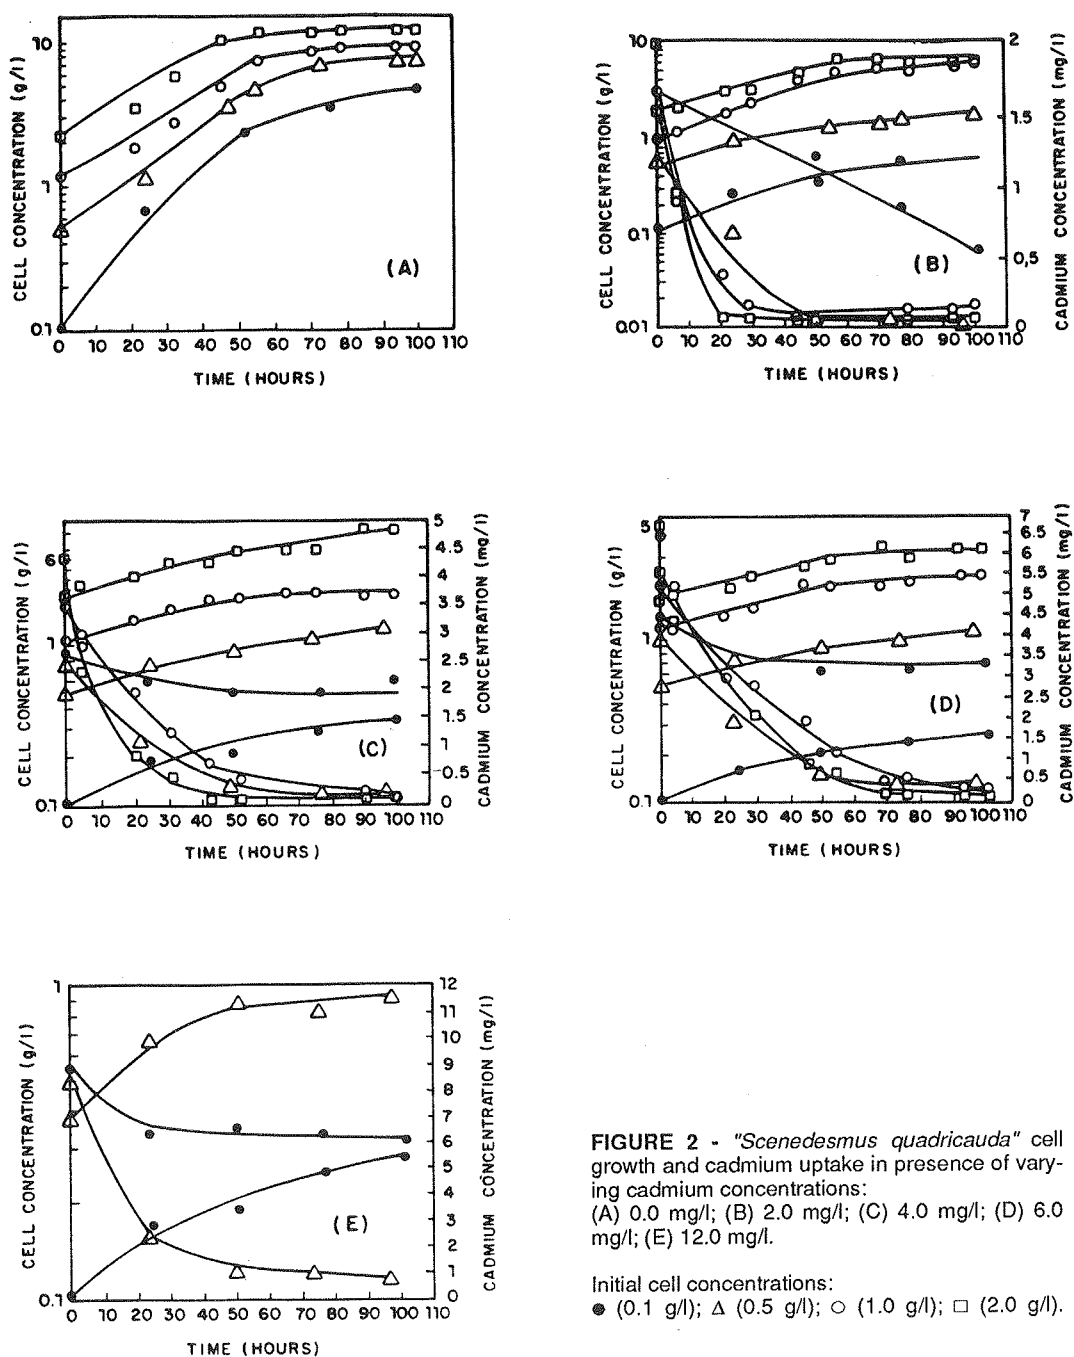 10
1
0.1
CELL CONCENTRATION (g/l)
0 10 20 30 40 50 60 70 80 90 100 110
TIME (HOURS)
(A)
10
1
0.1
0.01
CELL CONCENTRATION (g/l)
2
1.5
1
0,5
0
CADMIUM CONCENTRATION (mg/l)
0 10 20 30 40 50 60 70 80 90 100 110
TIME (HOURS)
(B)
6
1
0.1
CELL CONCENTRATION (g/l)
5
4.5
4
3.5
3
2.5
2
1.5
1
0.5
0
CADMIUM CONCENTRATION (mg/l)
0 10 20 30 40 50 60 70 80 90 100 110
TIME (HOURS)
(C)
5
1
0.1
CELL CONCENTRATION (g/l)
7
6.5
6
5.5
5
4.5
4
3.5
3
2.5
2
1.5
1
0.5
0
CADMIUM CONCENTRATION (mg/l)
0 10 20 30 40 50 60 70 80 90 100 110
TIME (HOURS)
(D)
1
0.1
CELL CONCENTRATION (g/l)
12
11
10
9
8
7
6
5
4
3
2
1
0
CADMIUM CONCENTRATION (mg/l)
0 10 20 30 40 50 60 70 80 90 100 110
TIME (HOURS)
(E)
FIGURE 2 - "Scenedesmus quadricauda" cell
growth and cadmium uptake in presence of vary-
ing cadmium concentrations:
(A) 0.0 mg/l; (B) 2.0 mg/l; (C) 4.0 mg/l; (D) 6.0
mg/l; (E) 12.0 mg/l.
Initial cell concentrations:
● (0.1 g/l); Δ (0.5 g/l); ○ (1.0 g/l); □ (2.0 g/l).